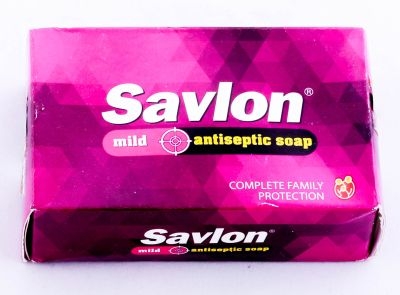 Savlon®
mild antiseptic soap
COMPLETE FAMILY
PROTECTION
Savlon®
mild antiseptic soap